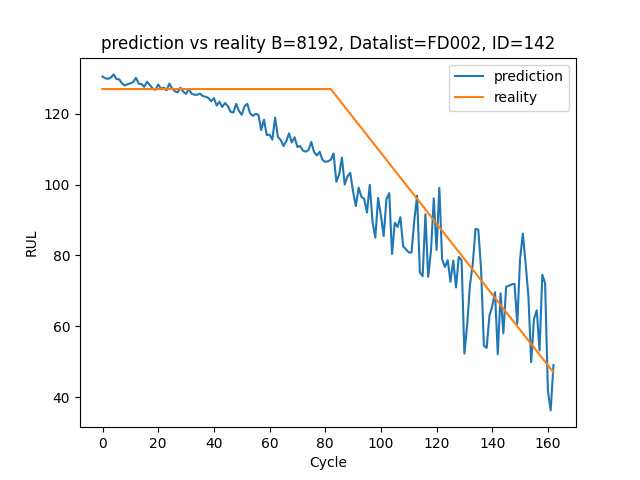 prediction vs reality B=8192, Datalist=FD002, ID=142
prediction
reality
RUL
120
100
80
60
40
0 20 40 60 80 100 120 140 160
Cycle